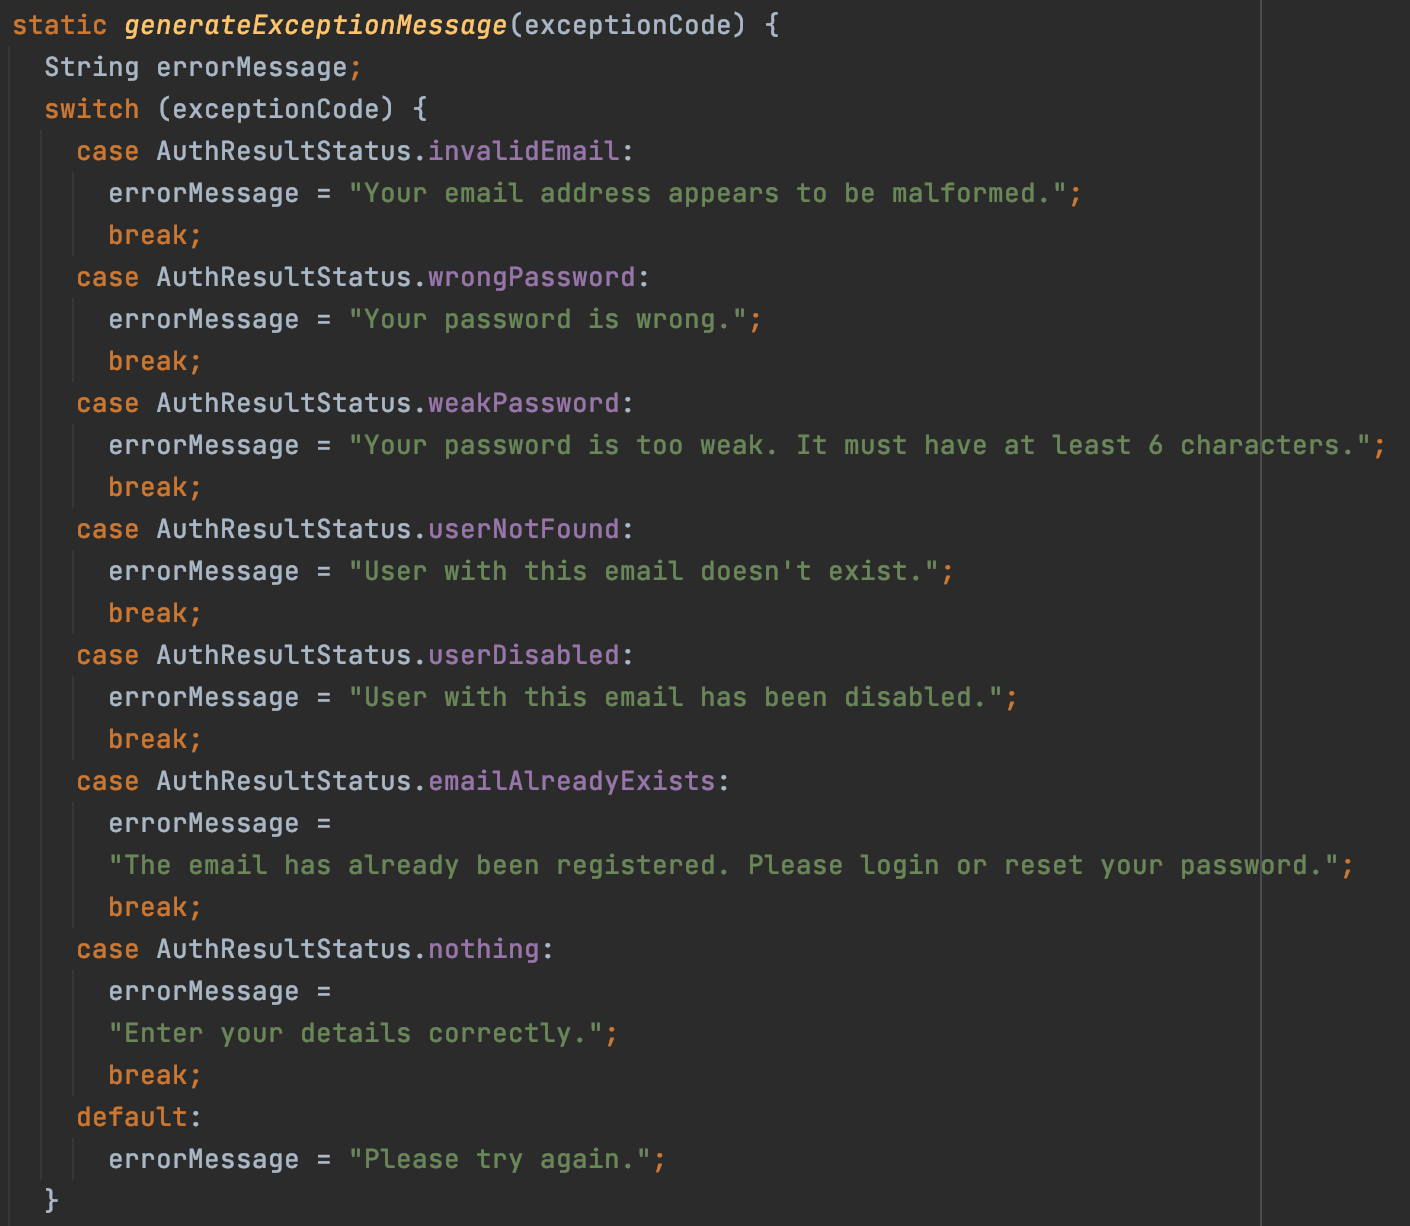 static generateExceptionMessage(exceptionCode) {
String errorMessage;
switch (exceptionCode) {
case AuthResultStatus.invalidEmail:
errorMessage = "Your email address appears to be malformed.";
break;
case AuthResultStatus.wrongPassword:
errorMessage = "Your password is wrong.";
break;
case AuthResultStatus.weakPassword:
errorMessage = "Your password is too weak. It must have at least 6 characters.";
break;
case AuthResultStatus.userNotFound:
errorMessage = "User with this email doesn't exist.";
break;
case AuthResultStatus.userDisabled:
errorMessage = "User with this email has been disabled.";
break;
case AuthResultStatus.emailAlreadyExists:
errorMessage =
"The email has already been registered. Please login or reset your password.";
break;
case AuthResultStatus.nothing:
errorMessage =
"Enter your details correctly.";
break;
default:
errorMessage = "Please try again.";
}